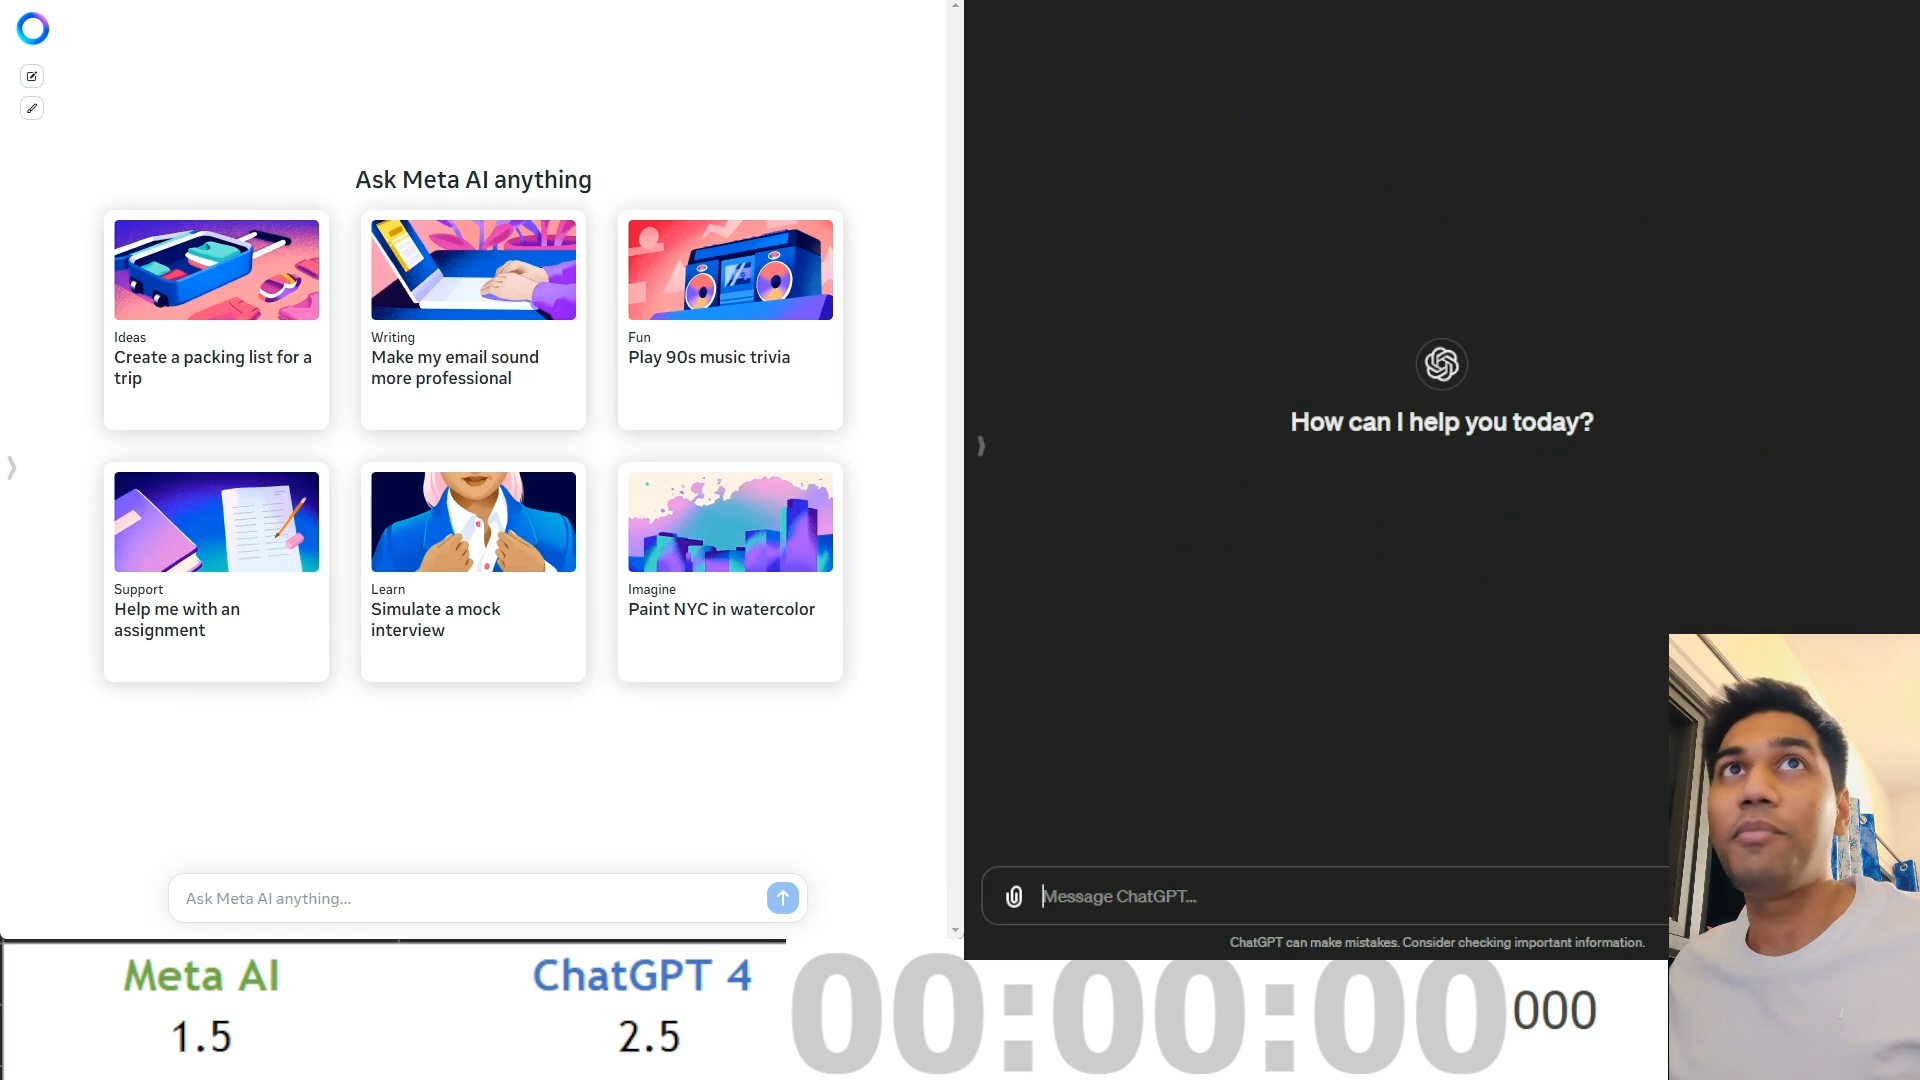 Ask Meta AI anything
Ideas
Create a packing list for a
trip
Writing
Make my email sound
more professional
Fun
Play 90s music trivia
Support
Help me with an
assignment
Learn
Simulate a mock
interview
Imagine
Paint NYC in watercolor
Ask Meta AI anything...
How can I help you today?
Message ChatGPT...
ChatGPT can make mistakes. Consider checking important information.
Meta AI
1.5
ChatGPT 4
2.5
00:00:00 000